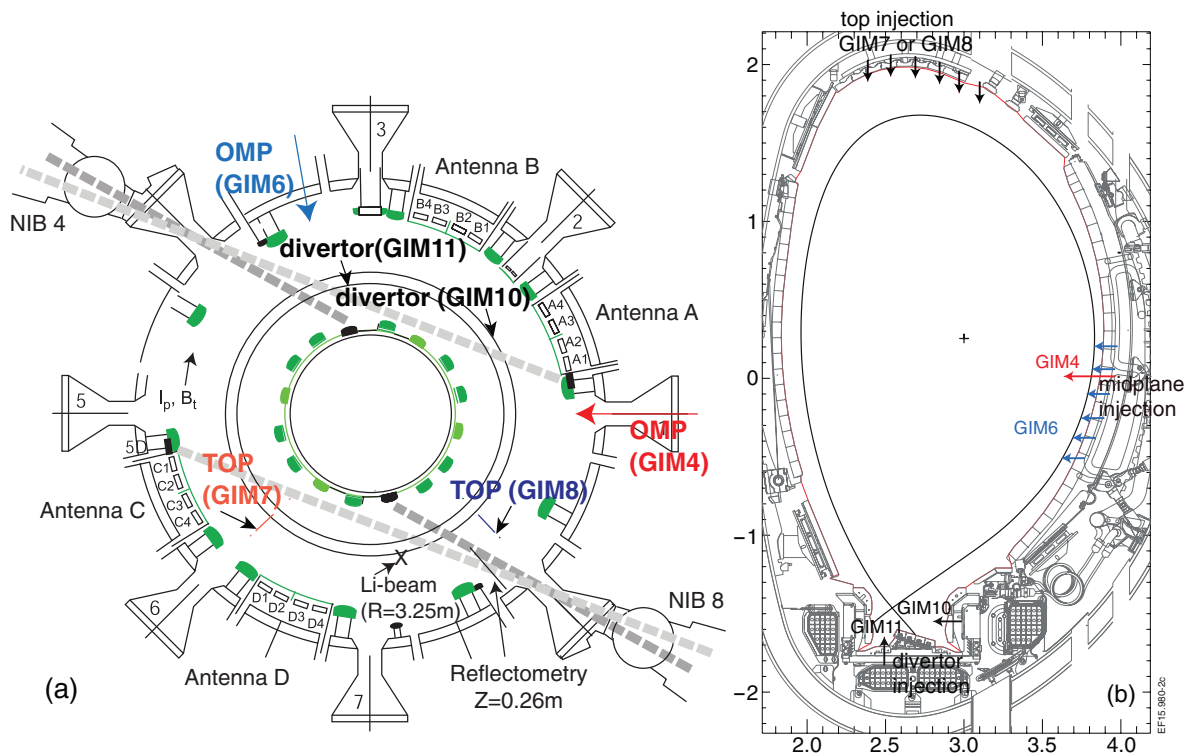 3
OMP
(GIM6)
Antenna B
B4
B3
B2
B1
2
NIB 4
divertor(GIM11)
divertor (GIM10)
A4
A3
A2
A1
Antenna A
Ip, Bt
5
5D
OMP
(GIM4)
C1
C2
C3
C4
TOP
(GIM7)
TOP (GIM8)
Antenna C
X
Li-beam
(R=3.25m)
6
D1
D2
D3
D4
NIB 8
Antenna D
Reflectometry
Z=0.26m
(a)
7
top injection
GIM7 or GIM8
2
1
0
−1
−2
GIM4
midplane
injection
GIM6
GIM10
GIM11
divertor
injection
(b)
EF15.980-2c
2.0
2.5
3.0
3.5
4.0